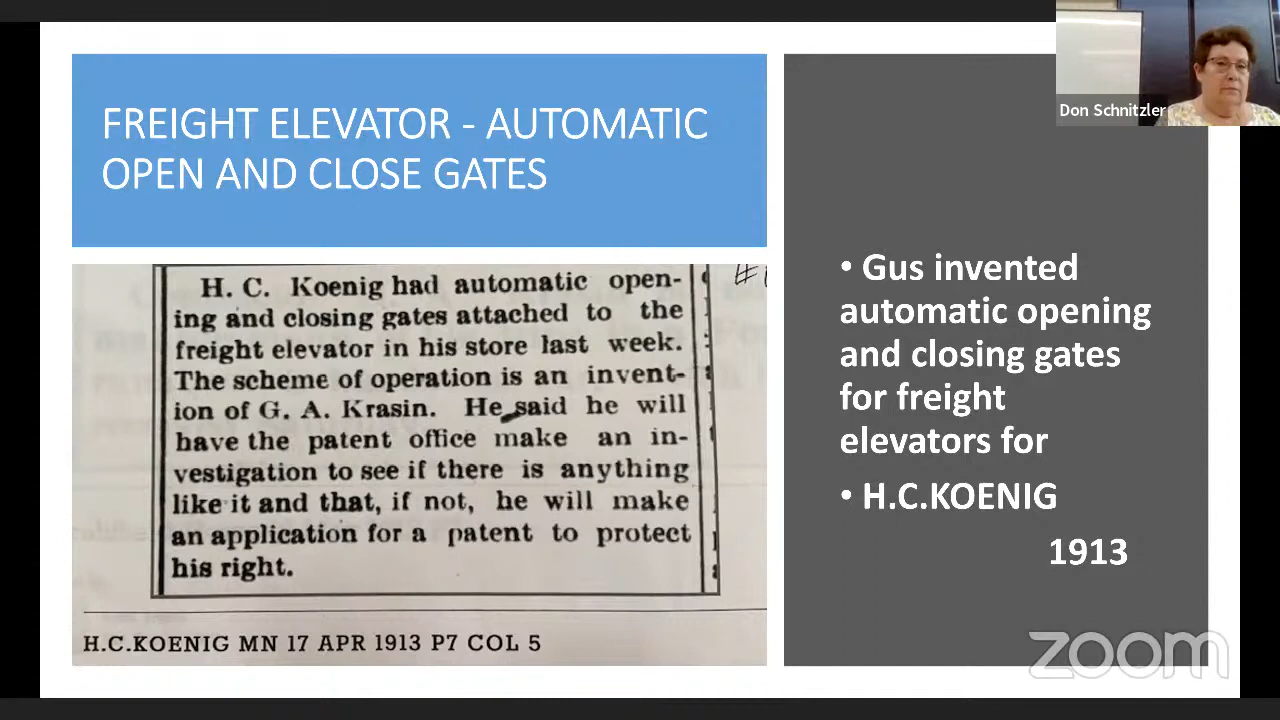 FREIGHT ELEVATOR - AUTOMATIC
OPEN AND CLOSE GATES
H. C. Koenig had automatic open-
ing and closing gates attached to the
freight elevator in his store last week.
The scheme of operation is an invent-
ion of G. A. Krasin. He said he will
have the patent office make an in-
vestigation to see if there is anything
like it and that, if not, he will make
an application for a patent to protect
his right.
H.C.KOENIG MN 17 APR 1913 P7 COL 5
• Gus invented
automatic opening
and closing gates
for freight
elevators for
• H.C.KOENIG
1913
Don Schnitzler
zoom